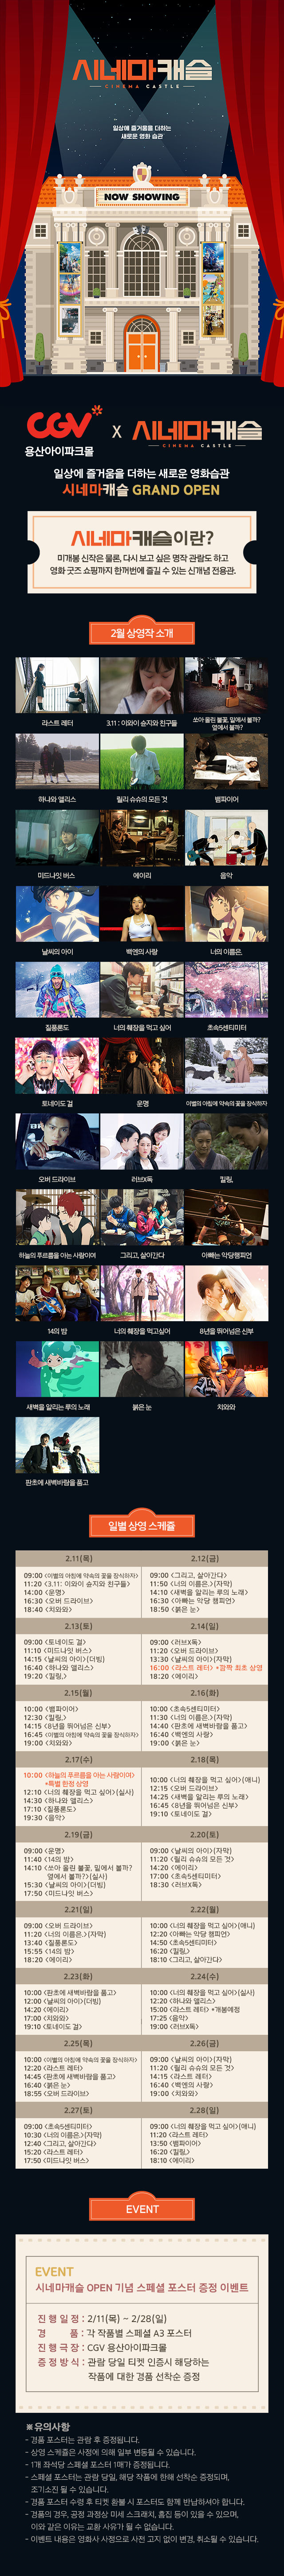 시네마캐슬
CINEMA CASTLE
일상에 즐거움을 더하는
새로운 영화 습관
NOW SHOWING
CGV
용산아이파크몰
X
시네마캐슬
CINEMA CASTLE
일상에 즐거움을 더하는 새로운 영화습관
시네마캐슬 GRAND OPEN
시네마캐슬이란?
미개봉 신작은 물론, 다시 보고 싶은 명작 관람도 하고
영화 굿즈 쇼핑까지 한꺼번에 즐길 수 있는 신개념 전용관.
2월 상영작 소개
라스트 레터
3.11 : 이와이 슌지와 친구들
쏘아 올린 불꽃, 밑에서 볼까?
옆에서 볼까?
하나와 앨리스
릴리 슈슈의 모든 것
뱀파이어
미드나잇 버스
에이리
음악
날씨의 아이
백엔의 사랑
너의 이름은.
질풍론도
너의 췌장을 먹고 싶어
초속5센티미터
토네이도 걸
운명
이별의 아침에 약속의 꽃을 장식하자
오버 드라이브
러브X독
킬링,
하늘의 푸르름을 아는 사람이여
그리고, 살아간다
아빠는 악당챔피언
14의 밤
너의 췌장을 먹고싶어
8년을 뛰어넘은 신부
새벽을 알리는 루의 노래
붉은 눈
치와와
판초에 새벽바람을 품고
일별 상영 스케쥴
2.11(목)
09:00 <이별의 아침에 약속의 꽃을 장식하자>
11:20 <3.11: 이와이 슌지와 친구들>
14:00 <운명>
16:30 <오버 드라이브>
18:40 <치와와>
2.12(금)
09:00 <그리고, 살아간다>
11:50 <너의 이름은.>(자막)
14:10 <새벽을 알리는 루의 노래>
16:30 <아빠는 악당 챔피언>
18:50 <붉은 눈>
2.13(토)
09:00 <토네이도 걸>
11:10 <미드나잇 버스>
14:15 <날씨의 아이>(더빙)
16:40 <하나와 앨리스>
19:20 <킬링,>
2.14(일)
09:00 <러브X독>
11:20 <오버 드라이브>
13:30 <날씨의 아이>(자막)
16:00 <라스트 레터> *깜짝 최초 상영
18:20 <에이리>
2.15(월)
10:00 <뱀파이어>
12:30 <킬링,>
14:15 <8년을 뛰어넘은 신부>
16:45 <이별의 아침에 약속의 꽃을 장식하자>
19:00 <치와와>
2.16(화)
10:00 <초속5센티미터>
11:30 <너의 이름은.>(자막)
14:40 <판초에 새벽바람을 품고>
16:40 <백엔의 사랑>
19:00 <붉은 눈>
2.17(수)
10:00 <하늘의 푸르름을 아는 사람이여>
*특별 한정 상영
12:10 <너의 췌장을 먹고 싶어>(실사)
14:30 <하나와 앨리스>
17:10 <질풍론도>
19:30 <음악>
2.18(목)
10:00 <너의 췌장을 먹고 싶어>(애니)
12:15 <오버 드라이브>
14:25 <새벽을 알리는 루의 노래>
16:45 <8년을 뛰어넘은 신부>
19:10 <토네이도 걸>
2.19(금)
09:00 <운명>
11:40 <14의 밤>
14:10 <쏘아 올린 불꽃, 밑에서 볼까?
옆에서 볼까?>(실사)
15:30 <날씨의 아이>(더빙)
17:50 <미드나잇 버스>
2.20(토)
09:00 <날씨의 아이>(자막)
11:20 <릴리 슈슈의 모든 것>
14:20 <에이리>
17:00 <초속5센티미터>
18:30 <러브X독>
2.21(일)
09:00 <오버 드라이브>
11:20 <너의 이름은.>(자막)
13:40 <질풍론도>
15:55 <14의 밤>
18:20 <에이리>
2.22(월)
10:00 <너의 췌장을 먹고 싶어>(애니)
12:20 <아빠는 악당 챔피언>
14:50 <초속5센티미터>
16:20 <킬링,>
18:10 <그리고, 살아간다>
2.23(화)
10:00 <판초에 새벽바람을 품고>
12:00 <날씨의 아이>(더빙)
14:20 <에이리>
17:00 <치와와>
19:10 <토네이도 걸>
2.24(수)
10:00 <너의 췌장을 먹고 싶어>(실사)
12:20 <하나와 앨리스>
15:00 <라스트 레터> *개봉예정
17:25 <음악>
19:00 <러브X독>
2.25(목)
10:00 <이별의 아침에 약속의 꽃을 장식하자>
12:20 <라스트 레터>
14:45 <판초에 새벽바람을 품고>
16:40 <붉은 눈>
18:55 <오버 드라이브>
2.26(금)
09:00 <날씨의 아이>(자막)
11:20 <릴리 슈슈의 모든 것>
14:15 <라스트 레터>
16:40 <백엔의 사랑>
19:00 <치와와>
2.27(토)
09:00 <초속5센티미터>
10:30 <너의 이름은.>(자막)
12:40 <그리고, 살아간다>
15:20 <라스트 레터>
17:50 <미드나잇 버스>
2.28(일)
09:00 <너의 췌장을 먹고 싶어>(애니)
11:20 <라스트 레터>
13:50 <뱀파이어>
16:20 <킬링,>
18:10 <에이리>
EVENT
EVENT
시네마캐슬 OPEN 기념 스페셜 포스터 증정 이벤트
진 행 일 정 : 2/11(목) ~ 2/28(일)
경 품 : 각 작품별 스페셜 A3 포스터
진 행 극 장 : CGV 용산아이파크몰
증 정 방 식 : 관람 당일 티켓 인증시 해당하는
작품에 대한 경품 선착순 증정
※유의사항
- 경품 포스터는 관람 후 증정됩니다.
- 상영 스케쥴은 사정에 의해 일부 변동될 수 있습니다.
- 1개 좌석당 스페셜 포스터 1매가 증정됩니다.
- 스페셜 포스터는 관람 당일, 해당 작품에 한해 선착순 증정되며,
조기소진 될 수 있습니다.
- 경품 포스터 수령 후 티켓 환불 시 포스터도 함께 반납하셔야 합니다.
- 경품의 경우, 공정 과정상 미세 스크래치, 흠집 등이 있을 수 있으며,
이와 같은 이유는 교환 사유가 될 수 없습니다.
- 이벤트 내용은 영화사 사정으로 사전 고지 없이 변경, 취소될 수 있습니다.